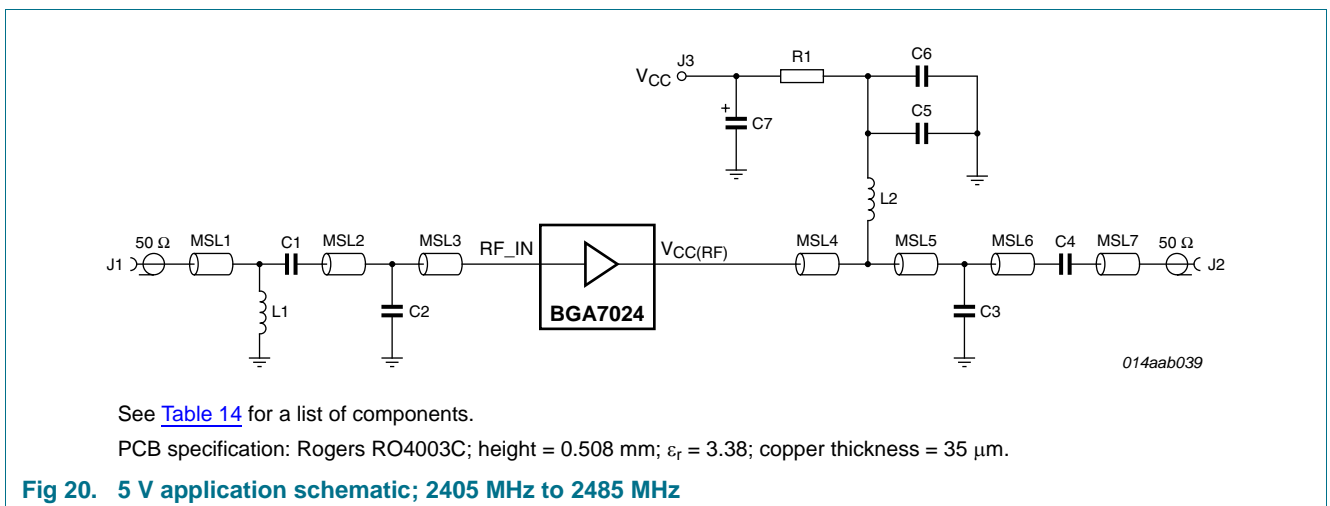 J3
R1
C6
VCC
C5
+
C7
L2
50 Ω
MSL1
C1
MSL2
MSL3
RF_IN
VCC(RF)
MSL4
MSL5
MSL6
C4
MSL7
50 Ω
J1
J2
L1
C2
BGA7024
C3
014aab039
See Table 14 for a list of components.
PCB specification: Rogers RO4003C; height = 0.508 mm; εr = 3.38; copper thickness = 35 μm.
Fig 20. 5 V application schematic; 2405 MHz to 2485 MHz